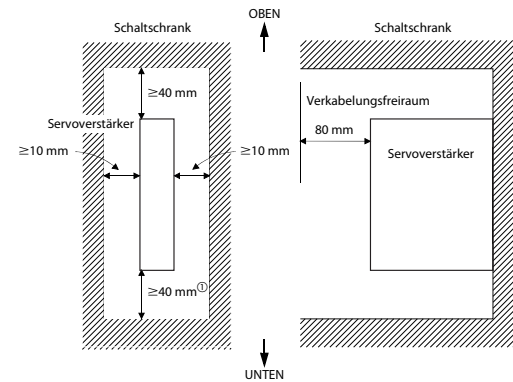 OBEN
Schaltschrank
Schaltschrank
≥40 mm
Servoverstärker
≥10 mm
≥10 mm
≥40 mm①
Verkabelungsfreiraum
80 mm
Servoverstärker
UNTEN